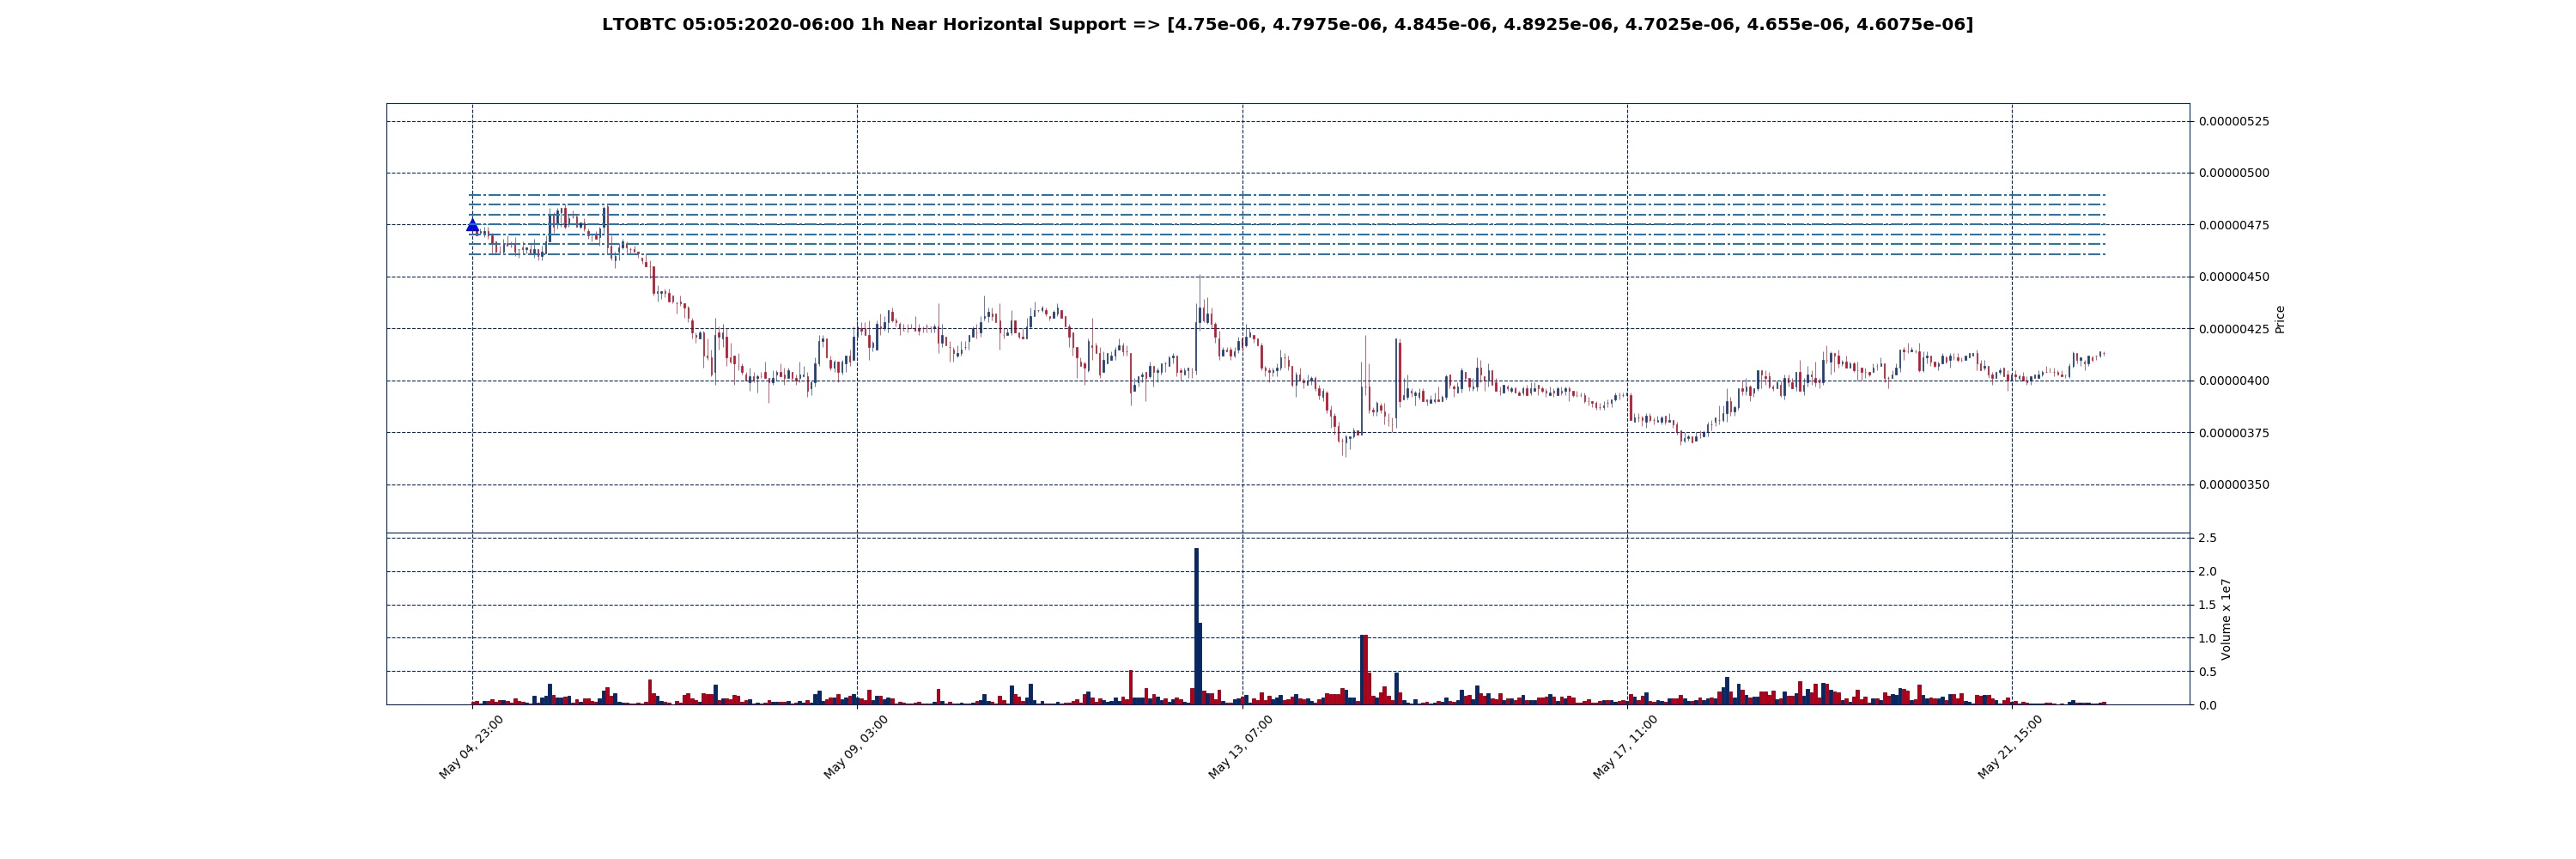 LTOBTC 05:05:2020-06:00 1h Near Horizontal Support => [4.75e-06, 4.7975e-06, 4.845e-06, 4.8925e-06, 4.7025e-06, 4.655e-06, 4.6075e-06]
0.00000525
0.00000500
0.00000475
0.00000450
0.00000425
0.00000400
0.00000375
0.00000350
Price
2.5
2.0
1.5
1.0
0.5
0.0
Volume x 1e7
May 04, 23:00
May 09, 03:00
May 13, 07:00
May 17, 11:00
May 21, 15:00